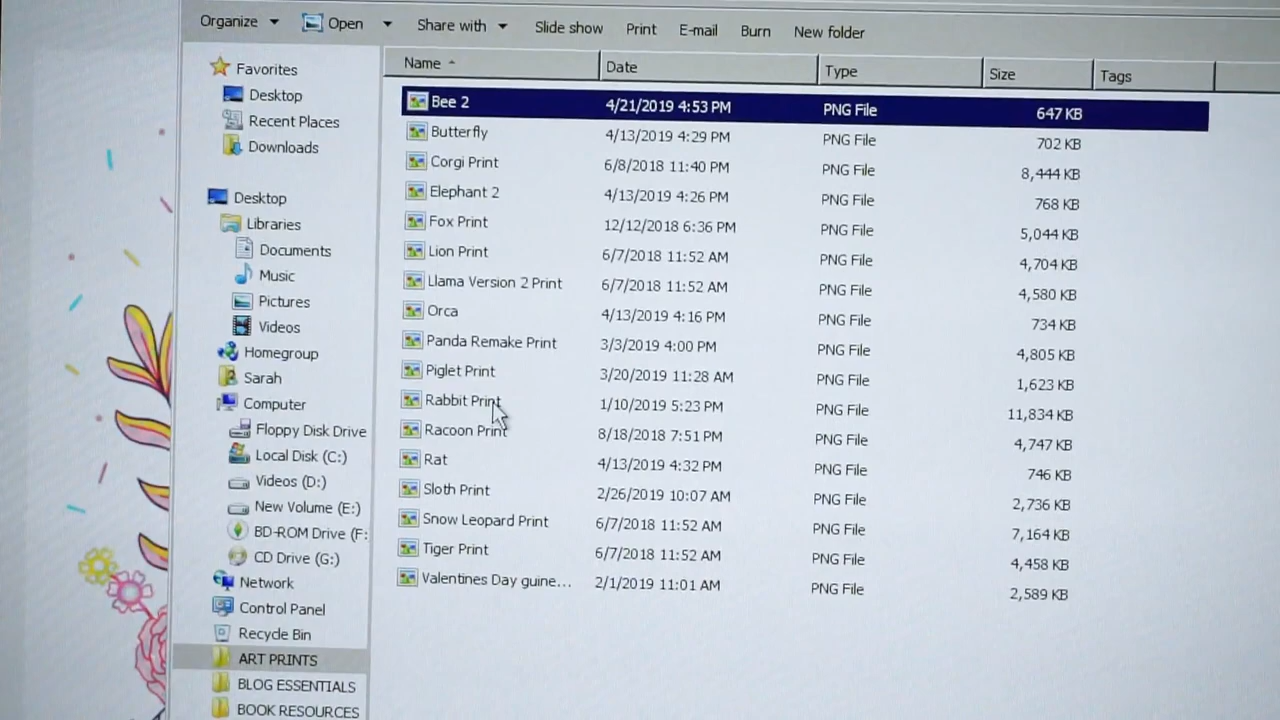 Organize Open Share with Slide show Print E-mail Burn New folder
Favorites
Desktop
Recent Places
Downloads
Desktop
Libraries
Documents
Music
Pictures
Videos
Homegroup
Sarah
Computer
Floppy Disk Drive
Local Disk (C:)
Videos (D:)
New Volume (E:)
BD-ROM Drive (F:
CD Drive (G:)
Network
Control Panel
Recycle Bin
ART PRINTS
BLOG ESSENTIALS
BOOK RESOURCES
Name Date Type Size Tags
Bee 2 4/21/2019 4:53 PM PNG File 647 KB
Butterfly 4/13/2019 4:29 PM PNG File 702 KB
Corgi Print 6/8/2018 11:40 PM PNG File 8,444 KB
Elephant 2 4/13/2019 4:26 PM PNG File 768 KB
Fox Print 12/12/2018 6:36 PM PNG File 5,044 KB
Lion Print 6/7/2018 11:52 AM PNG File 4,704 KB
Llama Version 2 Print 6/7/2018 11:52 AM PNG File 4,580 KB
Orca 4/13/2019 4:16 PM PNG File 734 KB
Panda Remake Print 3/3/2019 4:00 PM PNG File 4,805 KB
Piglet Print 3/20/2019 11:28 AM PNG File 1,623 KB
Rabbit Print 1/10/2019 5:23 PM PNG File 11,834 KB
Racoon Print 8/18/2018 7:51 PM PNG File 4,747 KB
Rat 4/13/2019 4:32 PM PNG File 746 KB
Sloth Print 2/26/2019 10:07 AM PNG File 2,736 KB
Snow Leopard Print 6/7/2018 11:52 AM PNG File 7,164 KB
Tiger Print 6/7/2018 11:52 AM PNG File 4,458 KB
Valentines Day guine... 2/1/2019 11:01 AM PNG File 2,589 KB